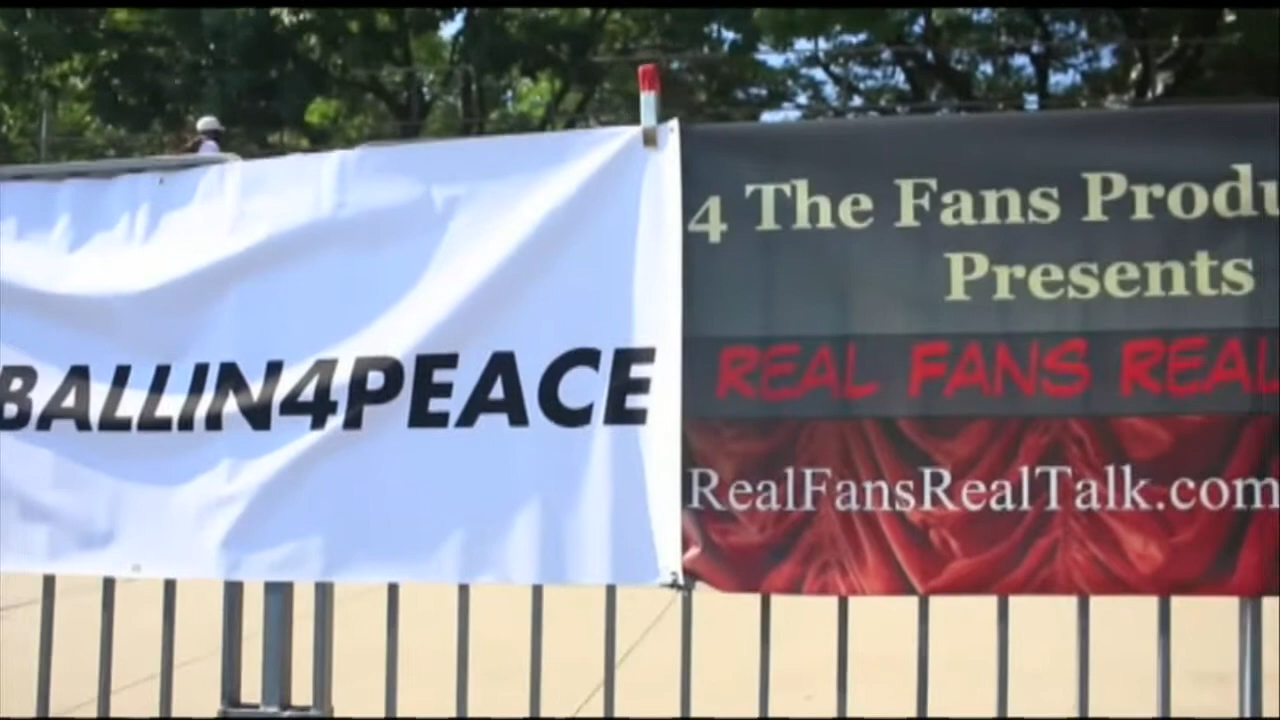 BALLIN4PEACE
4 The Fans Produ
Presents
REAL FANS REAL
RealFansRealTalk.com